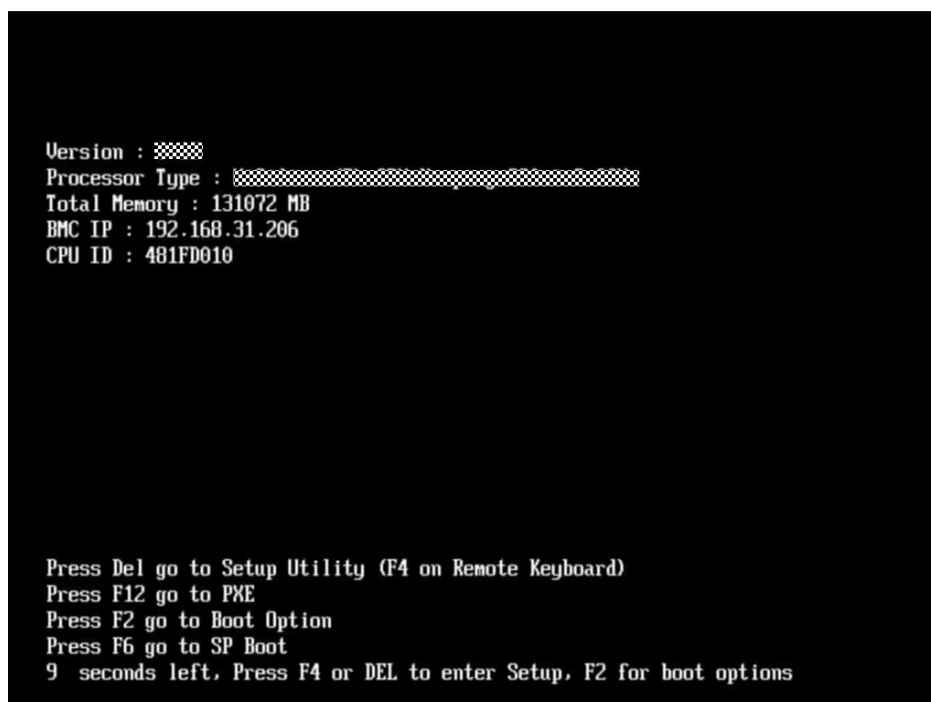 Version :
Processor Type :
Total Memory : 131072 MB
BMC IP : 192.168.31.206
CPU ID : 481FD010
Press Del go to Setup Utility (F4 on Remote Keyboard)
Press F12 go to PXE
Press F2 go to Boot Option
Press F6 go to SP Boot
9 seconds left, Press F4 or DEL to enter Setup, F2 for boot options